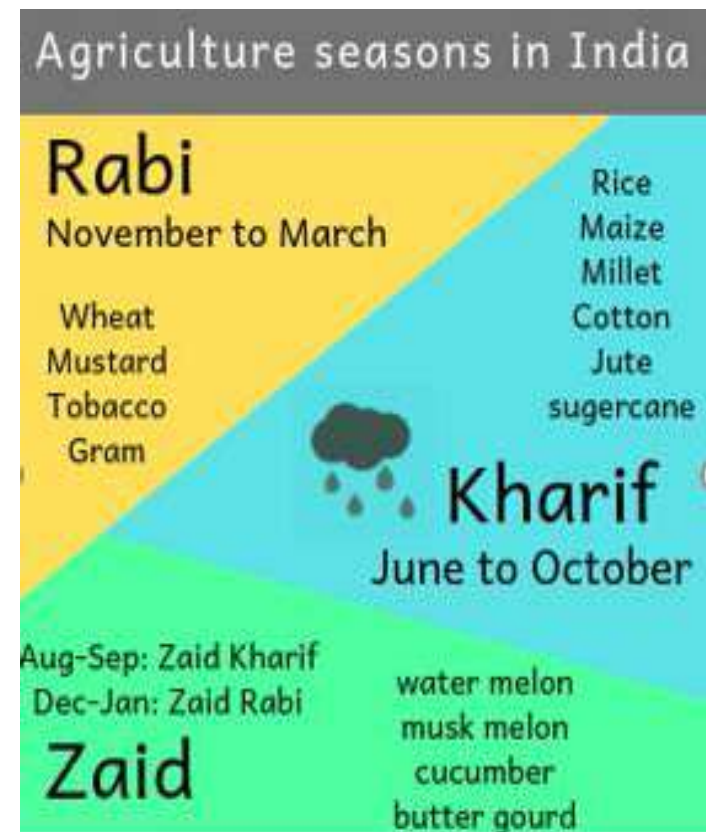 Agriculture seasons in India
Rabi
November to March
Wheat
Mustard
Tobacco
Gram
Rice
Maize
Millet
Cotton
Jute
sugercane
Kharif
June to October
Aug-Sep: Zaid Kharif
Dec-Jan: Zaid Rabi
Zaid
water melon
musk melon
cucumber
butter gourd